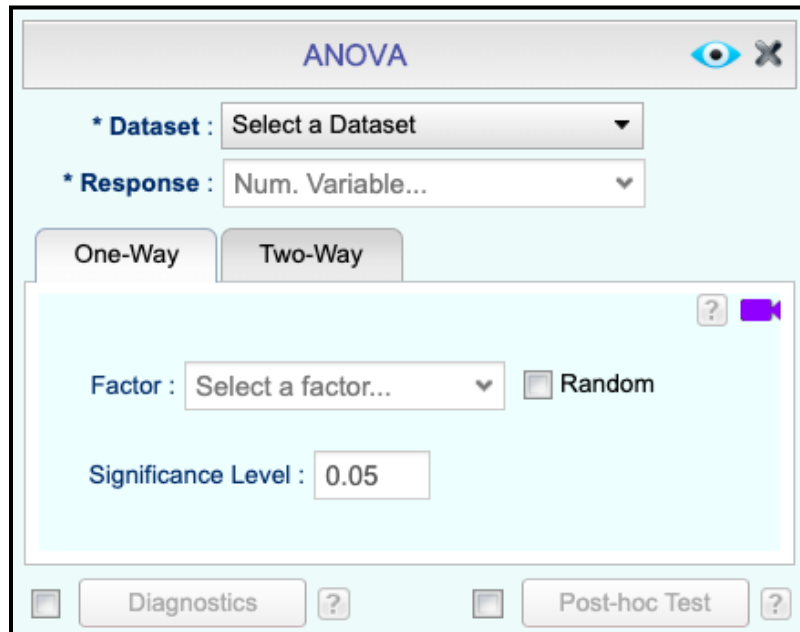 ANOVA
* Dataset : Select a Dataset
* Response : Num. Variable...
One-Way Two-Way
?
Factor : Select a factor... Random
Significance Level : 0.05
Diagnostics ? Post-hoc Test ?